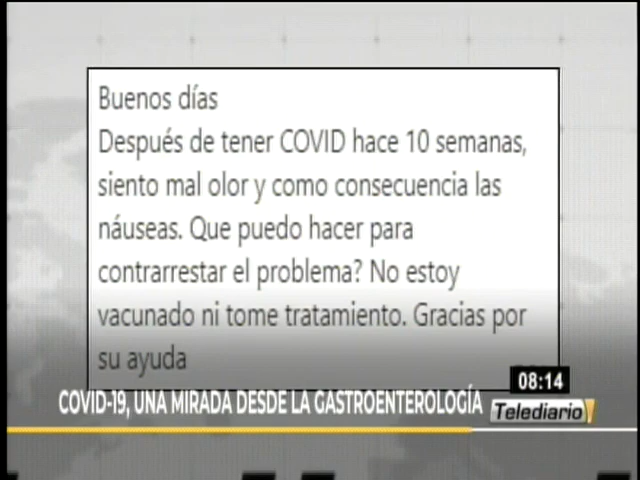 Buenos días
Después de tener COVID hace 10 semanas,
siento mal olor y como consecuencia las
náuseas. Que puedo hacer para
contrarrestar el problema? No estoy
vacunado ni tome tratamiento. Gracias por
su ayuda
08:14
COVID-19, UNA MIRADA DESDE LA GASTROENTEROLOGÍA
Telediario